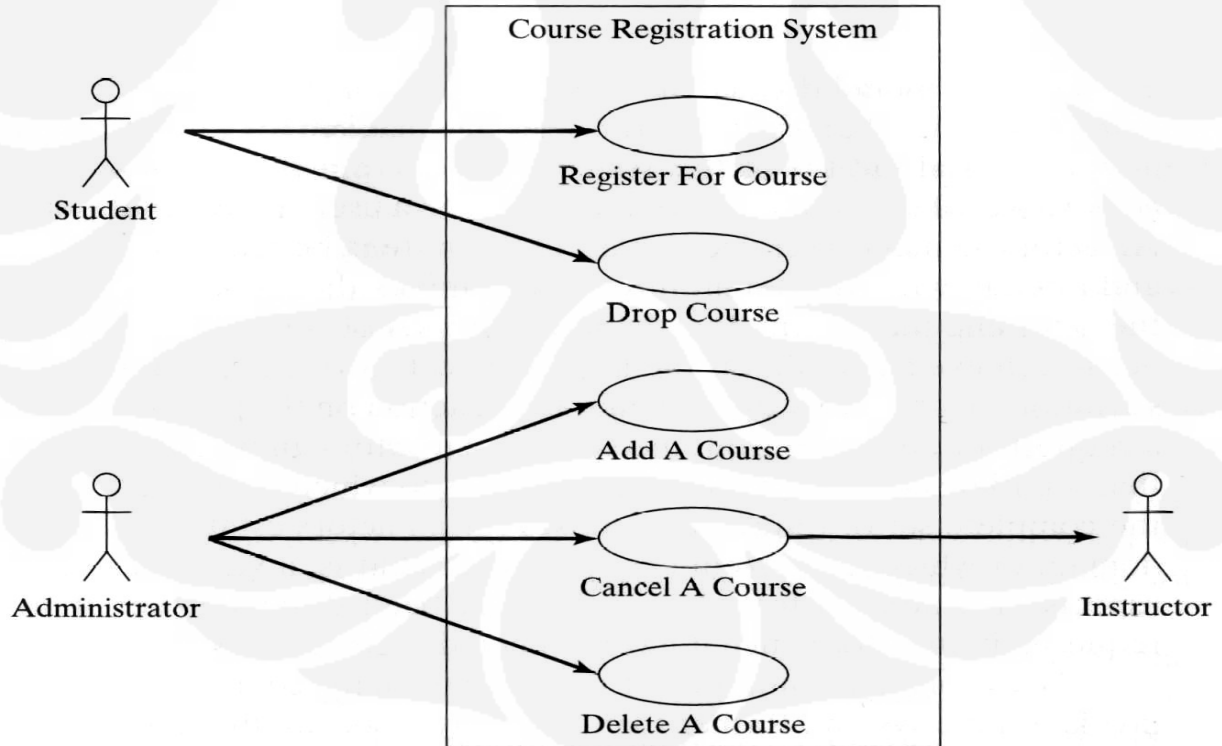 Course Registration System
Register For Course
Student
Drop Course
Add A Course
Cancel A Course
Administrator
Instructor
Delete A Course